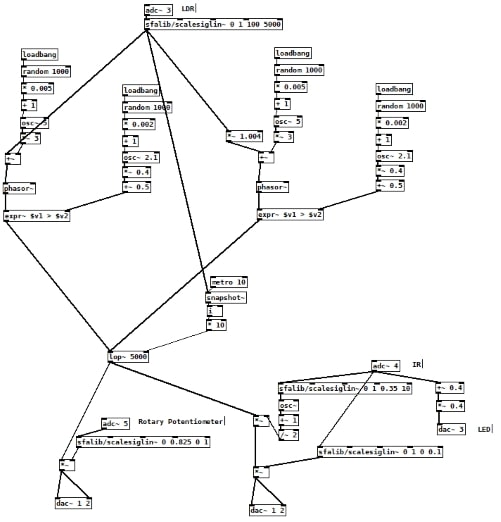 adc~ 3 LDR
sfalib/scalesiglin~ 0 1 100 5000
loadbang
random 1000
* 0.005
+ 1
osc~ 5
*~ 3
+~
phasor~
expr~ $v1 > $v2
loadbang
random 1000
* 0.002
+ 1
osc~ 2.1
*~ 0.4
+~ 0.5
*~ 1.004
loadbang
random 1000
* 0.005
+ 1
osc~ 5
*~ 3
+~
phasor~
expr~ $v1 > $v2
loadbang
random 1000
* 0.002
+ 1
osc~ 2.1
*~ 0.4
+~ 0.5
metro 10
snapshot~
i
* 10
lop~ 5000
adc~ 5 Rotary Potentiometer
sfalib/scalesiglin~ 0 0.825 0 1
*~
dac~ 1 2
adc~ 4 IR
sfalib/scalesiglin~ 0 1 0.35 10
osc~
+~ 1
/~ 2
*~
+~ 0.4
*~ 0.4
dac~ 3 LED
sfalib/scalesiglin~ 0 1 0 0.1
*~
dac~ 1 2